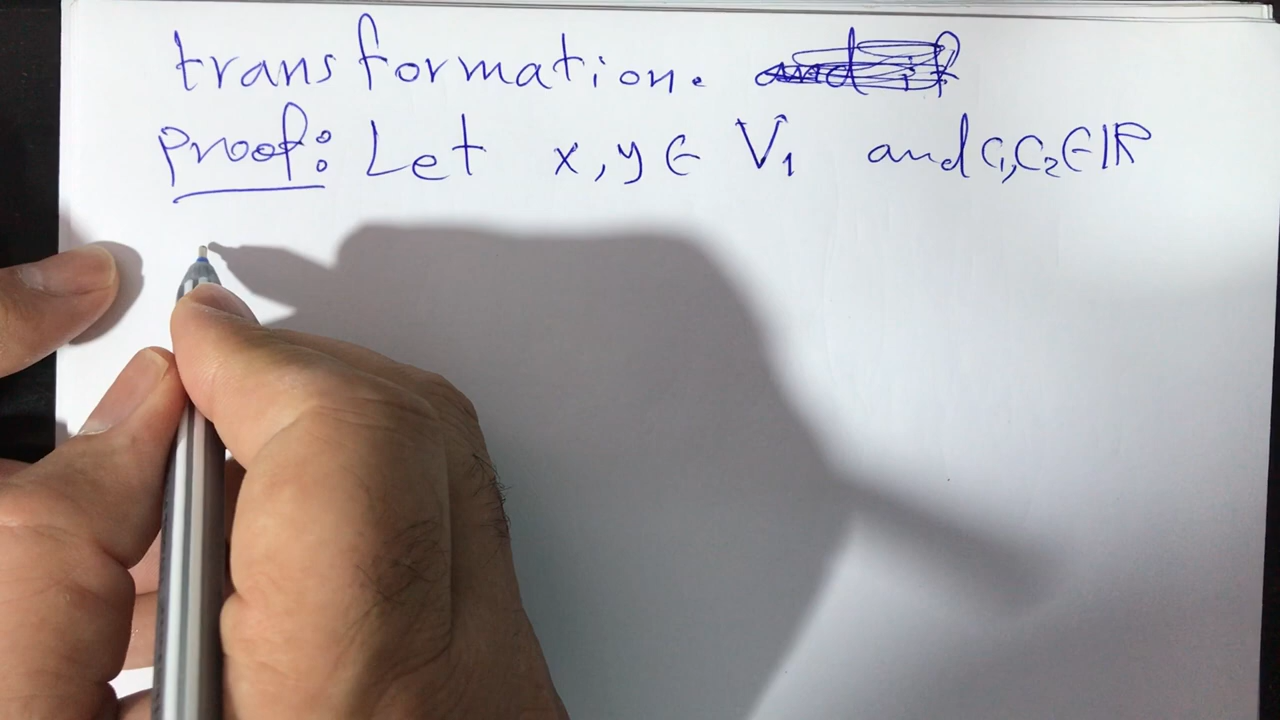 transformation.
Proof: Let x, y ∈ V₁ and c₁, c₂ ∈ ℝ